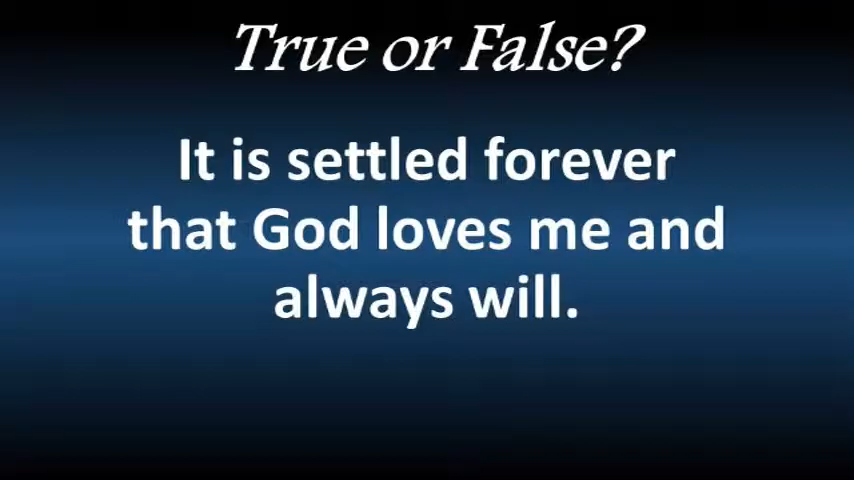 True or False?
It is settled forever
that God loves me and
always will.